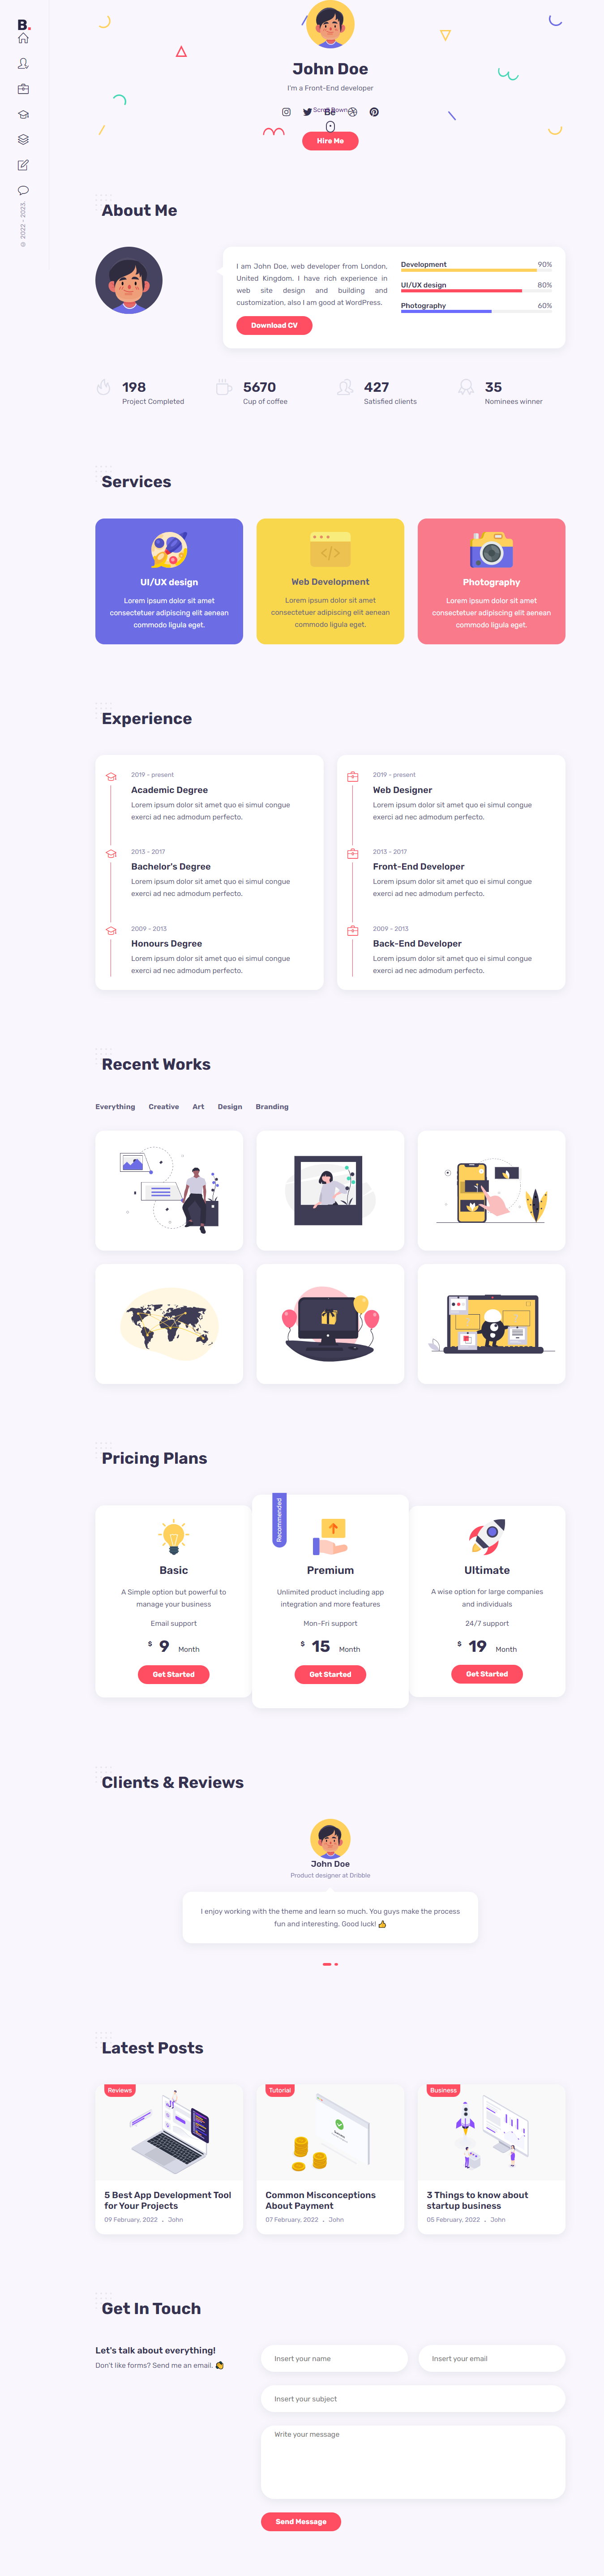 B.
© 2022 - 2023.
John Doe
I'm a Front-End developer
Scroll Down
Hire Me
About Me
I am John Doe, web developer from London,
United Kingdom. I have rich experience in
web site design and building and
customization, also I am good at WordPress.
Download CV
Development 90%
UI/UX design 80%
Photography 60%
198
Project Completed
5670
Cup of coffee
427
Satisfied clients
35
Nominees winner
Services
UI/UX design
Lorem ipsum dolor sit amet
consectetuer adipiscing elit aenean
commodo ligula eget.
Web Development
Lorem ipsum dolor sit amet
consectetuer adipiscing elit aenean
commodo ligula eget.
Photography
Lorem ipsum dolor sit amet
consectetuer adipiscing elit aenean
commodo ligula eget.
Experience
2019 - present
Academic Degree
Lorem ipsum dolor sit amet quo ei simul congue
exerci ad nec admodum perfecto.
2013 - 2017
Bachelor's Degree
Lorem ipsum dolor sit amet quo ei simul congue
exerci ad nec admodum perfecto.
2009 - 2013
Honours Degree
Lorem ipsum dolor sit amet quo ei simul congue
exerci ad nec admodum perfecto.
2019 - present
Web Designer
Lorem ipsum dolor sit amet quo ei simul congue
exerci ad nec admodum perfecto.
2013 - 2017
Front-End Developer
Lorem ipsum dolor sit amet quo ei simul congue
exerci ad nec admodum perfecto.
2009 - 2013
Back-End Developer
Lorem ipsum dolor sit amet quo ei simul congue
exerci ad nec admodum perfecto.
Recent Works
Everything Creative Art Design Branding
Pricing Plans
Basic
A Simple option but powerful to
manage your business
Email support
$ 9 Month
Get Started
Recommended
Premium
Unlimited product including app
integration and more features
Mon-Fri support
$ 15 Month
Get Started
Ultimate
A wise option for large companies
and individuals
24/7 support
$ 19 Month
Get Started
Clients & Reviews
John Doe
Product designer at Dribble
I enjoy working with the theme and learn so much. You guys make the process
fun and interesting. Good luck! 👍
Latest Posts
Reviews
5 Best App Development Tool
for Your Projects
09 February, 2022 . John
Tutorial
Common Misconceptions
About Payment
07 February, 2022 . John
Business
3 Things to know about
startup business
05 February, 2022 . John
Get In Touch
Let's talk about everything!
Don't like forms? Send me an email. 👋
Insert your name
Insert your email
Insert your subject
Write your message
Send Message